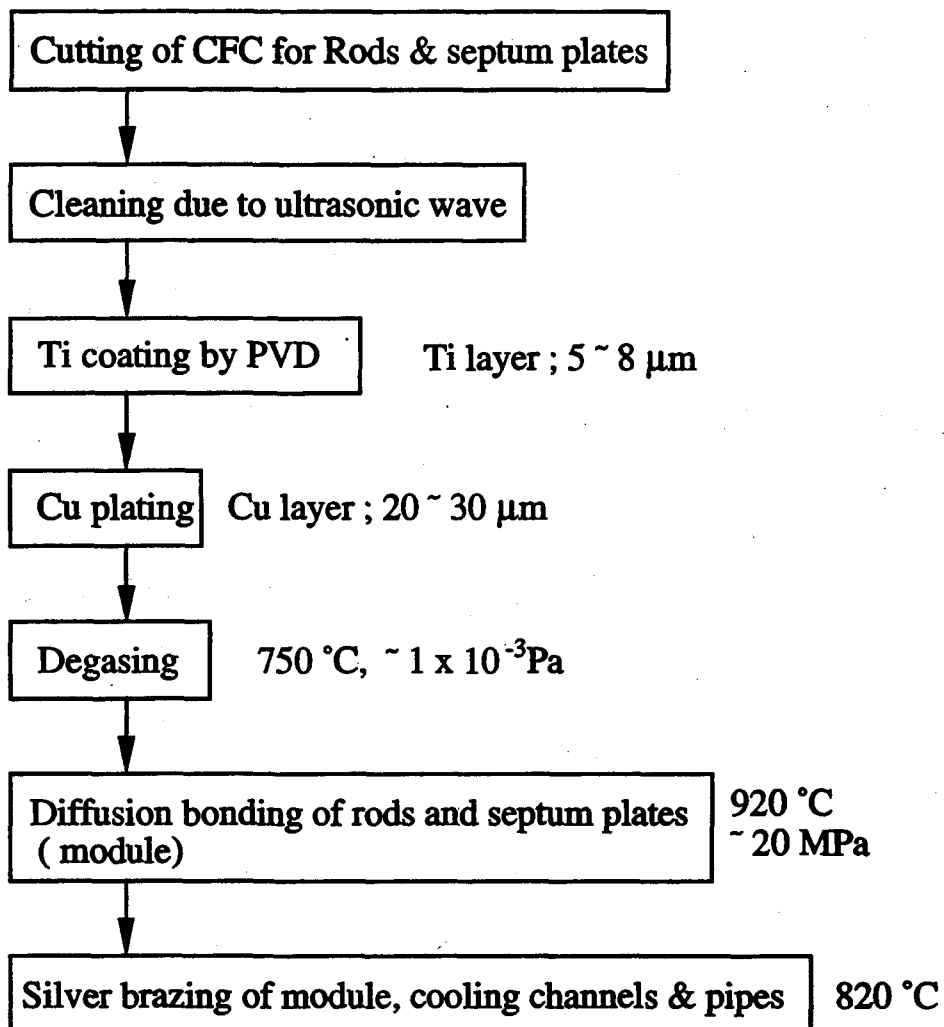 Cutting of CFC for Rods & septum plates
Cleaning due to ultrasonic wave
Ti coating by PVD
Ti layer ; 5 ~ 8 μm
Cu plating
Cu layer ; 20 ~ 30 μm
Degasing
750 °C, ~ 1 x 10⁻³Pa
Diffusion bonding of rods and septum plates
( module)
920 °C
~ 20 MPa
Silver brazing of module, cooling channels & pipes
820 °C